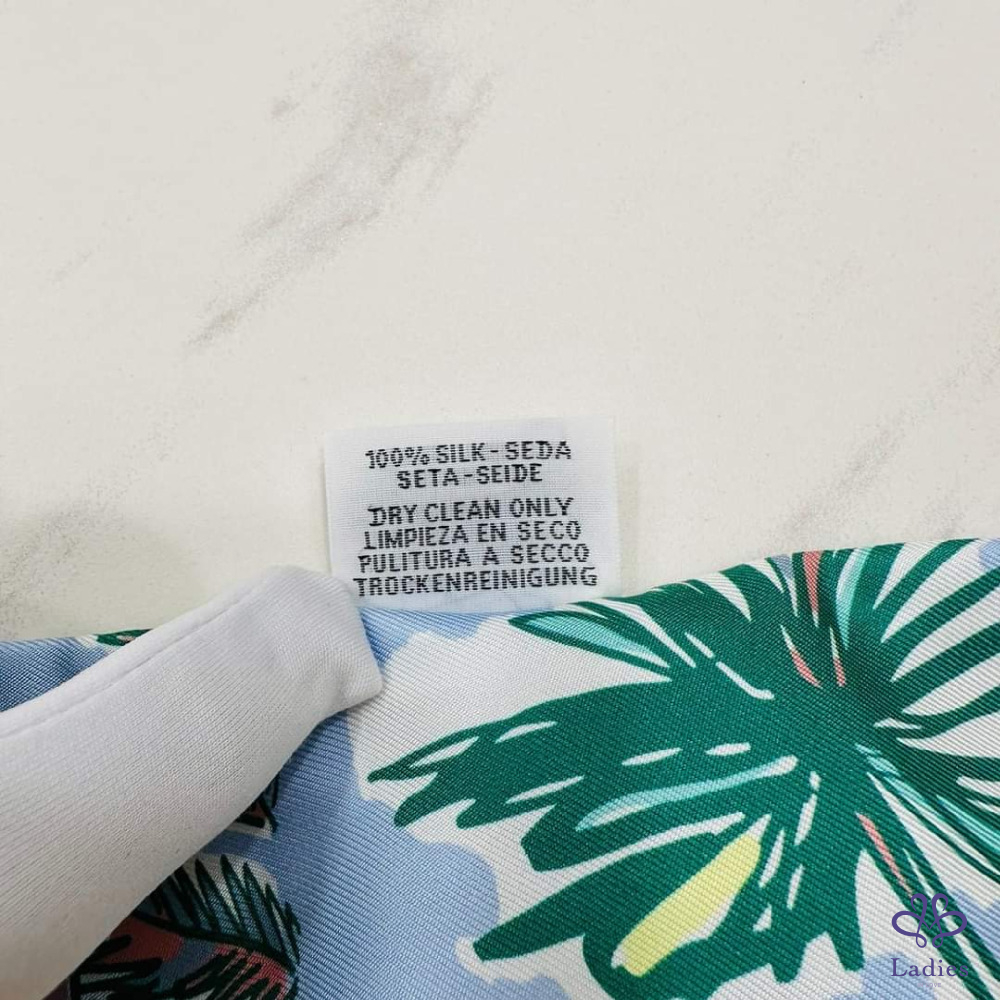 100% SILK-SEDA
SETA-SEIDE
DRY CLEAN ONLY
LIMPIEZA EN SECO
PULITURA A SECCO
TROCKENREINIGUNG
Ladies